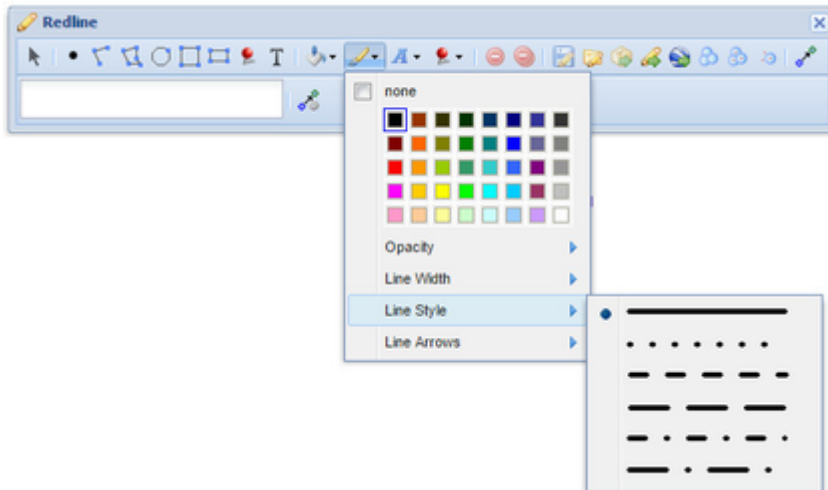 Redline
T
A
none
Opacity
Line Width
Line Style
Line Arrows